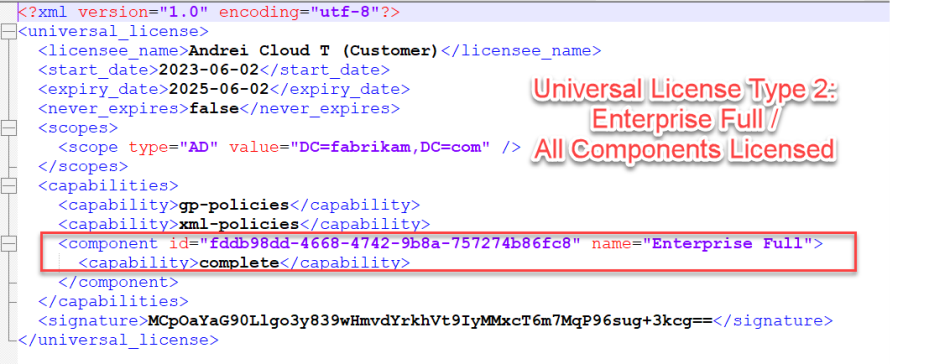 <?xml version="1.0" encoding="utf-8"?>
<universal_license>
<licensee_name>Andrei Cloud T (Customer)</licensee_name>
<start_date>2023-06-02</start_date>
<expiry_date>2025-06-02</expiry_date>
<never_expires>false</never_expires>
<scopes>
<scope type="AD" value="DC=fabrikam,DC=com" />
</scopes>
<capabilities>
<capability>gp-policies</capability>
<capability>xml-policies</capability>
<component id="fddb98dd-4668-4742-9b8a-757274b86fc8" name="Enterprise Full">
<capability>complete</capability>
</component>
</capabilities>
<signature>MCpOaYaG90Llgo3y839wHmvdYrkhVt9IyMMxcT6m7MqP96sug+3kcg==</signature>
</universal_license>
Universal License Type 2:
Enterprise Full /
All Components Licensed